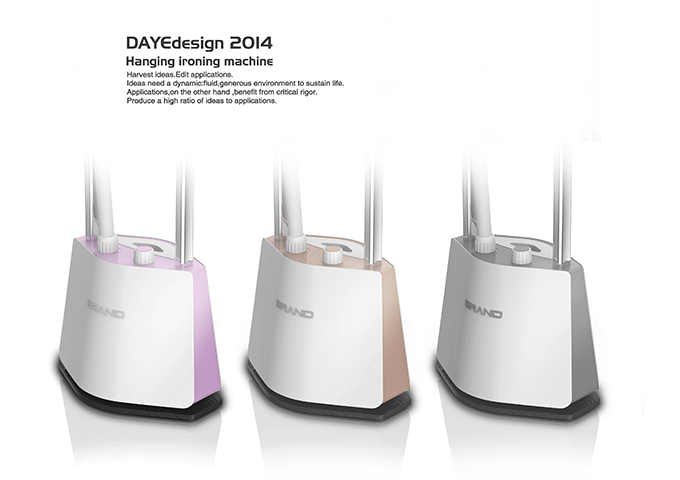 DAYEdesign 2014
Hanging ironing machine
Harvest ideas.Edit applications.
Ideas need a dynamic:fluid,generous environment to sustain life.
Applications,on the other hand ,benefit from critical rigor.
Produce a high ratio of ideas to applications.
BRAND BRAND BRAND